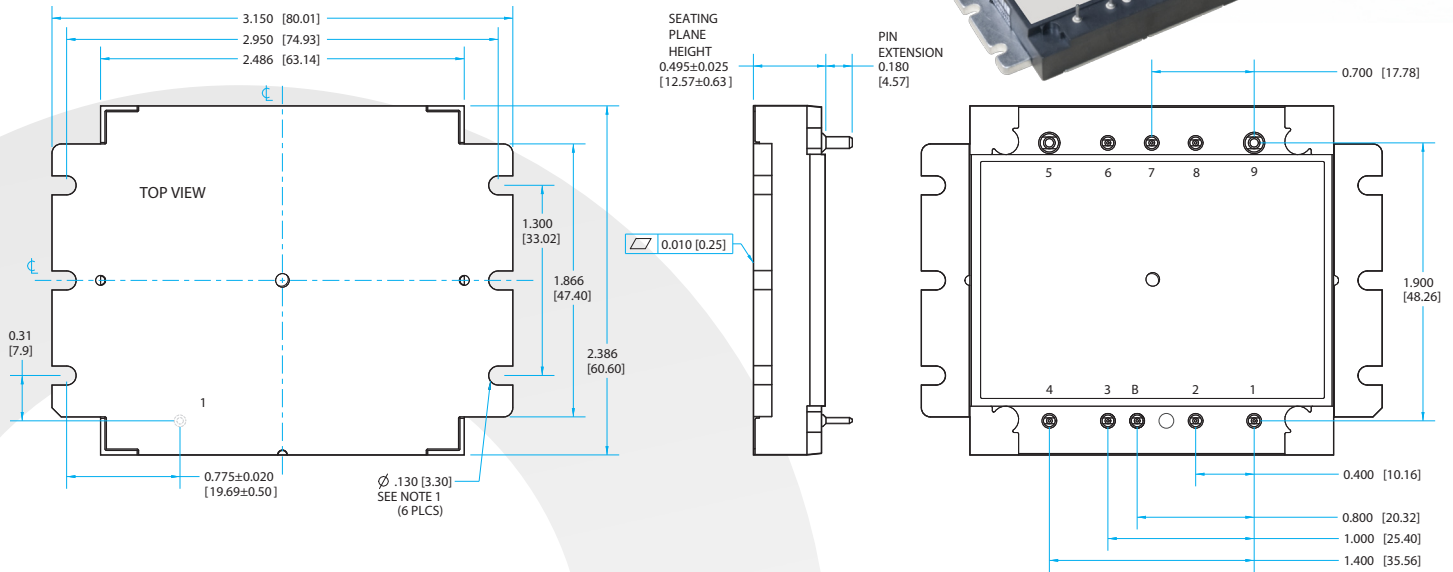 3.150 [80.01]
2.950 [74.93]
2.486 [63.14]
℄
TOP VIEW
℄
1.300
[33.02]
1.866
[47.40]
2.386
[60.60]
0.31
[7.9]
1
0.775±0.020
[19.69±0.50]
Ø .130 [3.30]
SEE NOTE 1
(6 PLCS)
SEATING
PLANE
HEIGHT
0.495±0.025
[12.57±0.63]
PIN
EXTENSION
0.180
[4.57]
⏥ 0.010 [0.25]
0.700 [17.78]
5 6 7 8 9
1.900
[48.26]
4 3 B 2 1
0.400 [10.16]
0.800 [20.32]
1.000 [25.40]
1.400 [35.56]